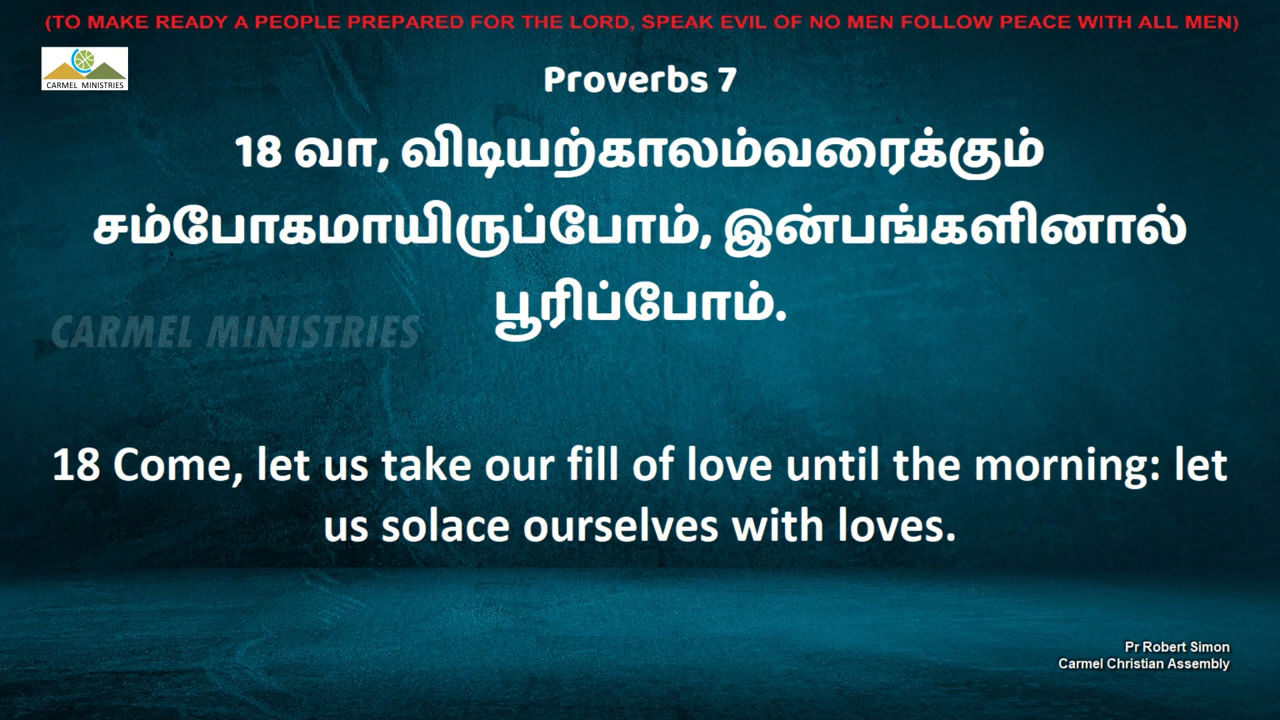 (TO MAKE READY A PEOPLE PREPARED FOR THE LORD, SPEAK EVIL OF NO MEN FOLLOW PEACE WITH ALL MEN)
CARMEL MINISTRIES
Proverbs 7
18 வா, விடியற்காலம்வரைக்கும்
சம்போகமாயிருப்போம், இன்பங்களினால்
பூரிப்போம்.
CARMEL MINISTRIES
18 Come, let us take our fill of love until the morning: let
us solace ourselves with loves.
Pr Robert Simon
Carmel Christian Assembly